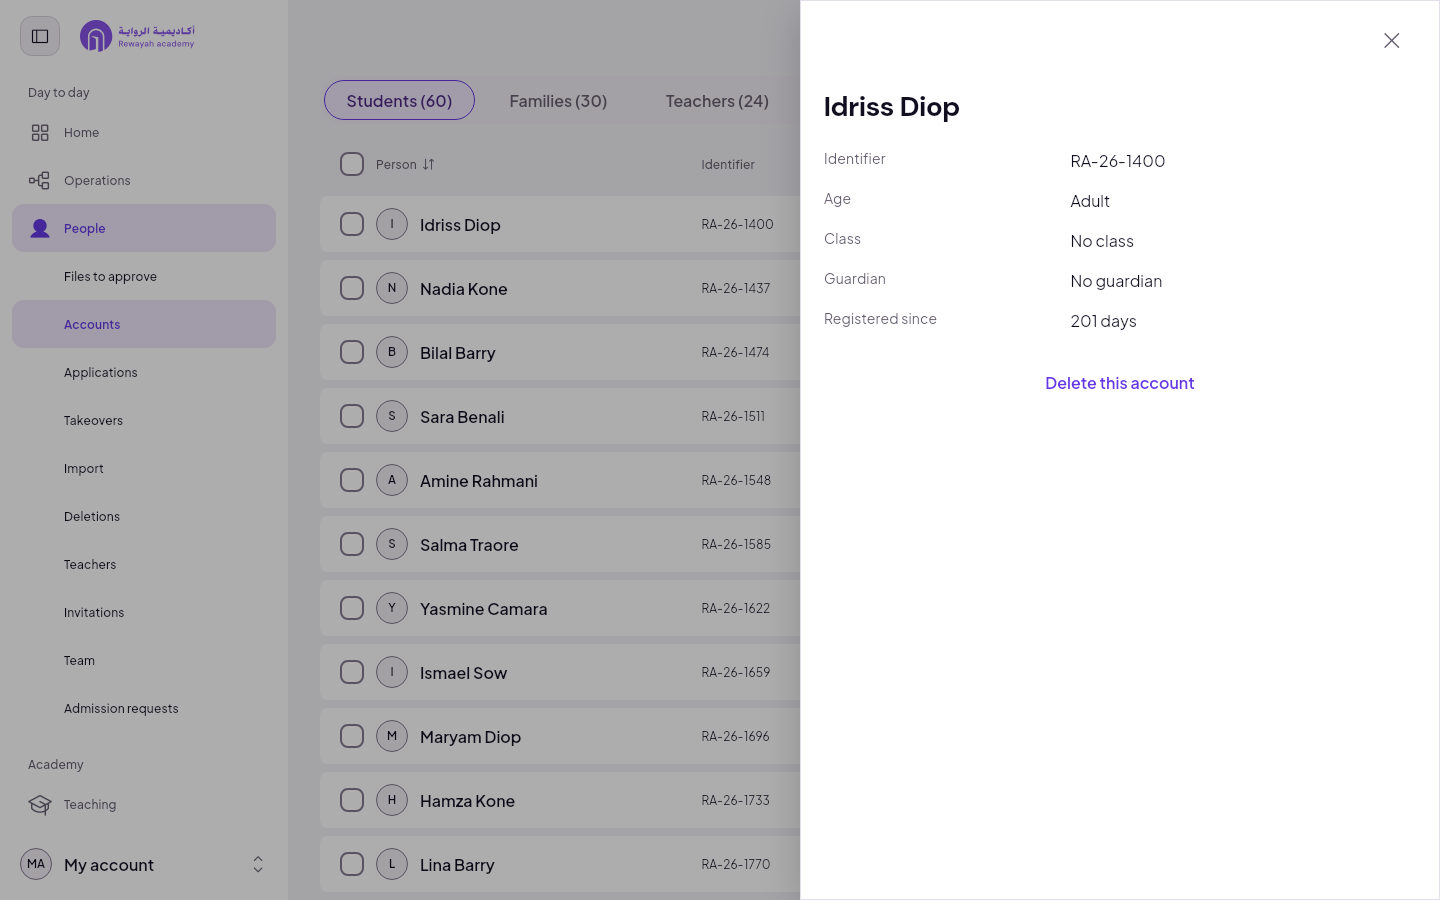 أكاديمية الرواية
Rewayah academy
Day to day
Home
Operations
People
Files to approve
Accounts
Applications
Takeovers
Import
Deletions
Teachers
Invitations
Team
Admission requests
Academy
Teaching
MA My account
Students (60) Families (30) Teachers (24)
Person Identifier
I Idriss Diop RA-26-1400
N Nadia Kone RA-26-1437
B Bilal Barry RA-26-1474
S Sara Benali RA-26-1511
A Amine Rahmani RA-26-1548
S Salma Traore RA-26-1585
Y Yasmine Camara RA-26-1622
I Ismael Sow RA-26-1659
M Maryam Diop RA-26-1696
H Hamza Kone RA-26-1733
L Lina Barry RA-26-1770
Idriss Diop
Identifier RA-26-1400
Age Adult
Class No class
Guardian No guardian
Registered since 201 days
Delete this account